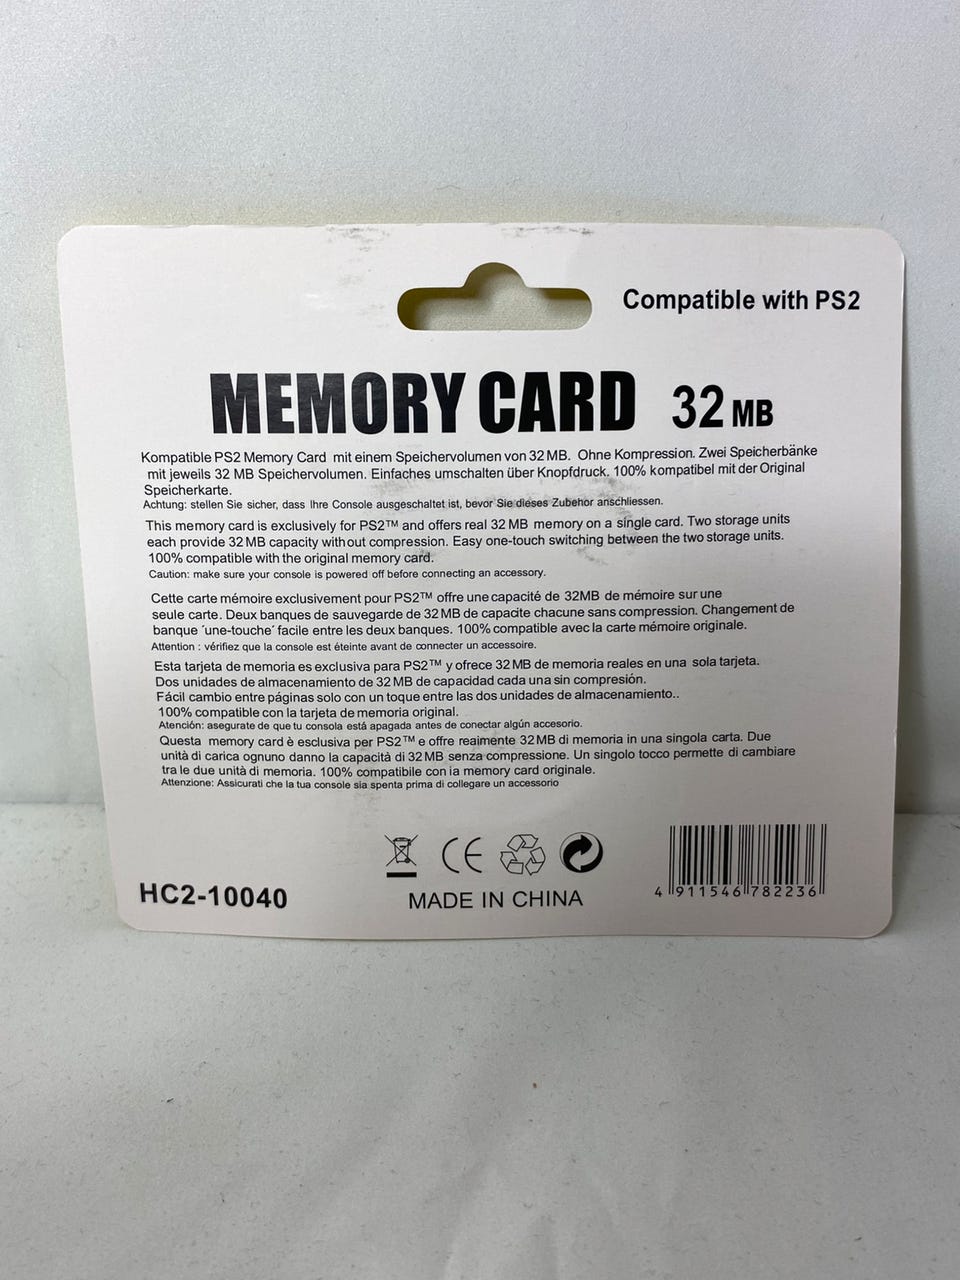 Compatible with PS2
MEMORY CARD 32 MB
Kompatible PS2 Memory Card mit einem Speichervolumen von 32 MB. Ohne Kompression. Zwei Speicherbänke
mit jeweils 32 MB Speichervolumen. Einfaches umschalten über Knopfdruck. 100% kompatibel mit der Original
Speicherkarte.
Achtung: stellen Sie sicher, dass Ihre Console ausgeschaltet ist, bevor Sie dieses Zubehör anschliessen.
This memory card is exclusively for PS2™ and offers real 32 MB memory on a single card. Two storage units
each provide 32 MB capacity without compression. Easy one-touch switching between the two storage units.
100% compatible with the original memory card.
Caution: make sure your console is powered off before connecting an accessory.
Cette carte mémoire exclusivement pour PS2™ offre une capacité de 32MB de mémoire sur une
seule carte. Deux banques de sauvegarde de 32 MB de capacite chacune sans compression. Changement de
banque ´une-touche´ facile entre les deux banques. 100% compatible avec la carte mémoire originale.
Attention : vérifiez que la console est éteinte avant de connecter un accessoire.
Esta tarjeta de memoria es exclusiva para PS2™ y ofrece 32 MB de memoria reales en una sola tarjeta.
Dos unidades de almacenamiento de 32 MB de capacidad cada una sin compresión.
Fácil cambio entre páginas solo con un toque entre las dos unidades de almacenamiento..
100% compatible con la tarjeta de memoria original.
Atención: asegurate de que tu consola está apagada antes de conectar algún accesorio.
Questa memory card è esclusiva per PS2™ e offre reaimente 32 MB di memoria in una singola carta. Due
unità di carica ognuno danno la capacità di 32 MB senza compressione. Un singolo tocco permette di cambiare
tra le due unità di memoria. 100% compatibile con ia memory card originale.
Attenzione: Assicurati che la tua console sia spenta prima di collegare un accessorio
CE
HC2-10040
MADE IN CHINA
4 911546 782236